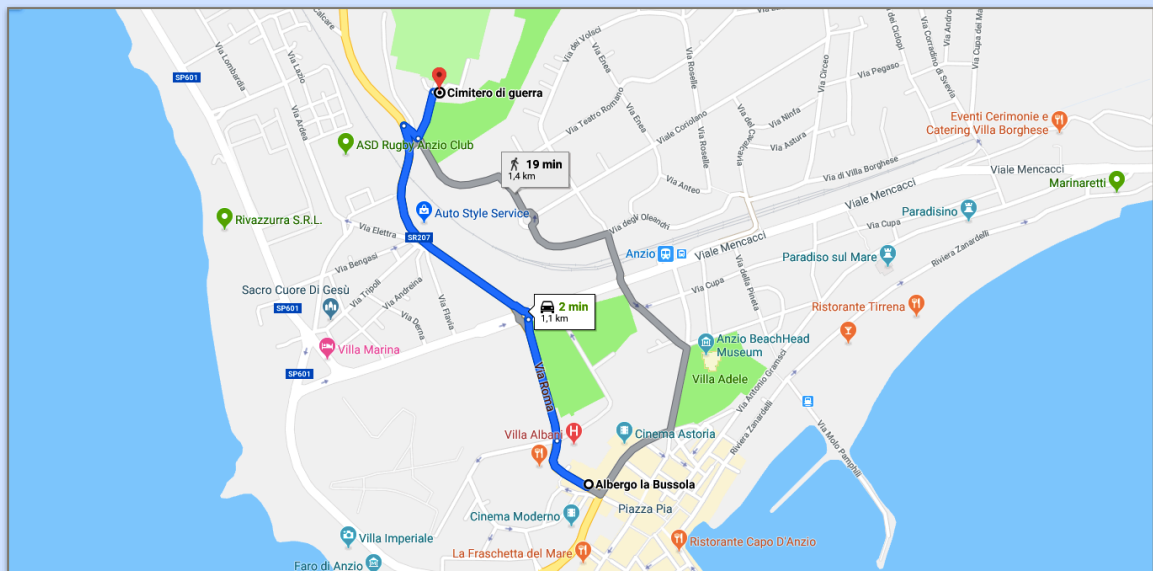 Calcare
SP601
Via Lombardia
Via Lazio
Via Ardea
Cimitero di guerra
ASD Rugby Anzio Club
Via dei Volsci
Via Enea
Via Teatro Romano
Via Enea
Via Coriolano
Via Roselle
Via Roselle
Via Circeo
Via Pegaso
Via Ninfa
Via Astura
Via Corradino di Svevia
Eventi Cerimonie e
Catering Villa Borghese
19 min
1,4 km
Via Anteo
Via di Villa Borghese
Viale Mencacci
Viale Mencacci
Viale Mencacci
Marinaretti
Rivazzurra S.R.L.
Auto Style Service
Via degli Oleandri
Via Cupa
Paradisino
Via Elettra
SR207
Anzio
Paradiso sul Mare
Riviera Zanardelli
Via Bengasi
Via Tripoli
Via Andreina
Sacro Cuore Di Gesù
SP601
Via Flavia
Via Derna
Via Cupa
Via della Pineta
2 min
1,1 km
Ristorante Tirrena
Villa Marina
SP601
Anzio BeachHead
Museum
Villa Adele
Via Antonio Gramsci
Riviera Zanardelli
Via Roma
Villa Albani
Cinema Astoria
Via Molo Pamphili
Albergo la Bussola
Piazza Pia
Cinema Moderno
Villa Imperiale
Faro di Anzio
La Fraschetta del Mare
Ristorante Capo D'Anzio